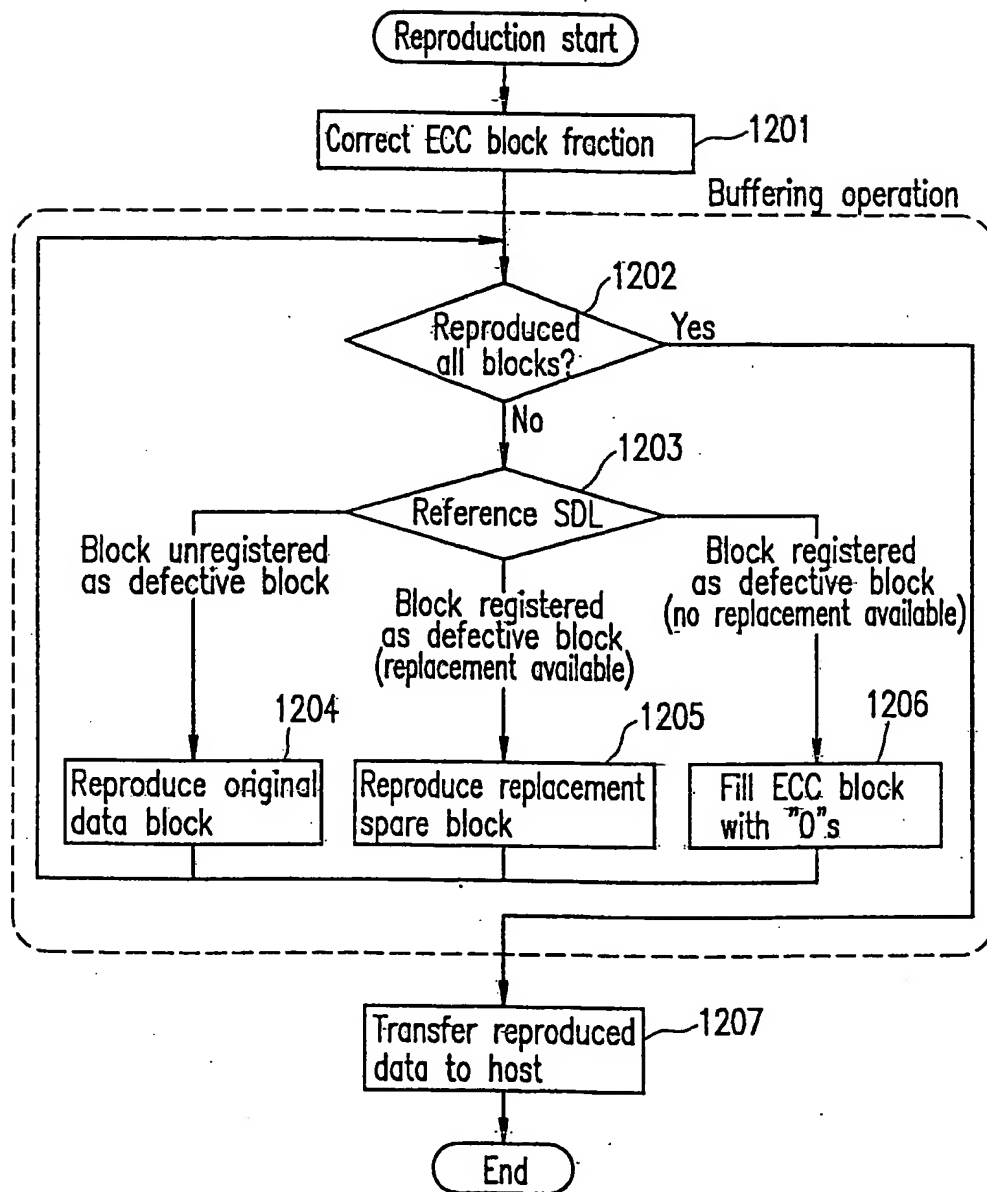 Reproduction start
Correct ECC block fraction
1201
Buffering operation
1202
Reproduced
all blocks?
Yes
No
1203
Reference SDL
Block unregistered
as defective block
Block registered
as defective block
(replacement available)
Block registered
as defective block
(no replacement available)
1204
Reproduce original
data block
1205
Reproduce replacement
spare block
1206
Fill ECC block
with "0"s
Transfer reproduced
data to host
1207
End